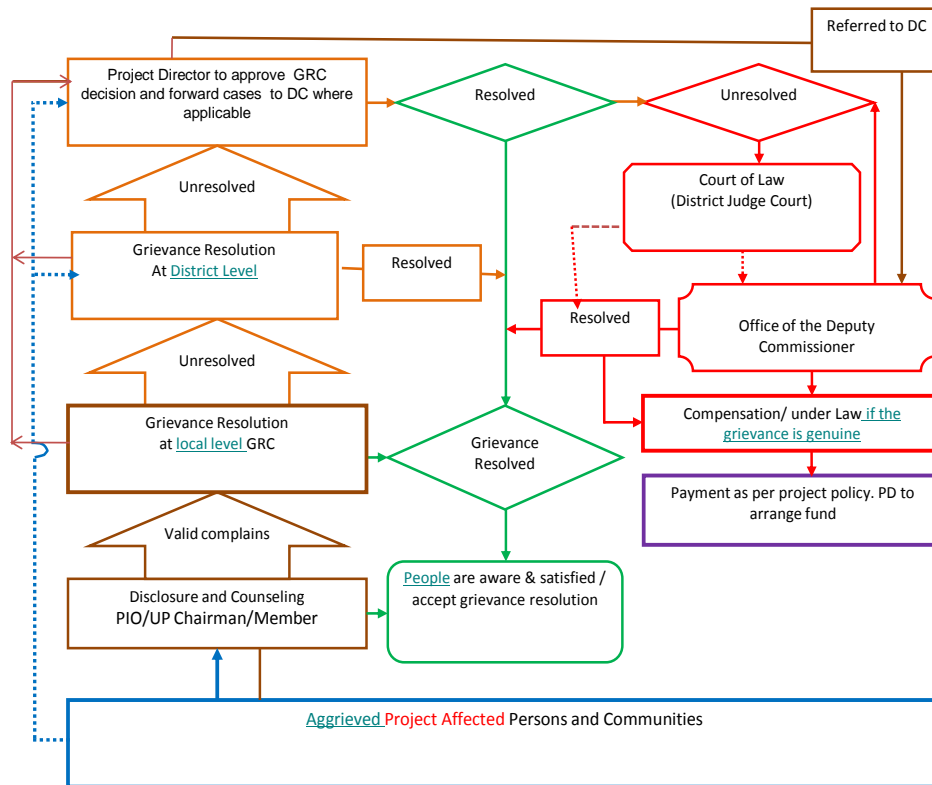 Referred to DC
Project Director to approve GRC
decision and forward cases to DC where
applicable
Resolved
Unresolved
Unresolved
Court of Law
(District Judge Court)
Grievance Resolution
At District Level
Resolved
Resolved
Office of the Deputy
Commissioner
Unresolved
Grievance Resolution
at local level GRC
Grievance
Resolved
Compensation/ under Law if the
grievance is genuine
Payment as per project policy. PD to
arrange fund
Valid complains
Disclosure and Counseling
PIO/UP Chairman/Member
People are aware & satisfied /
accept grievance resolution
Aggrieved Project Affected Persons and Communities